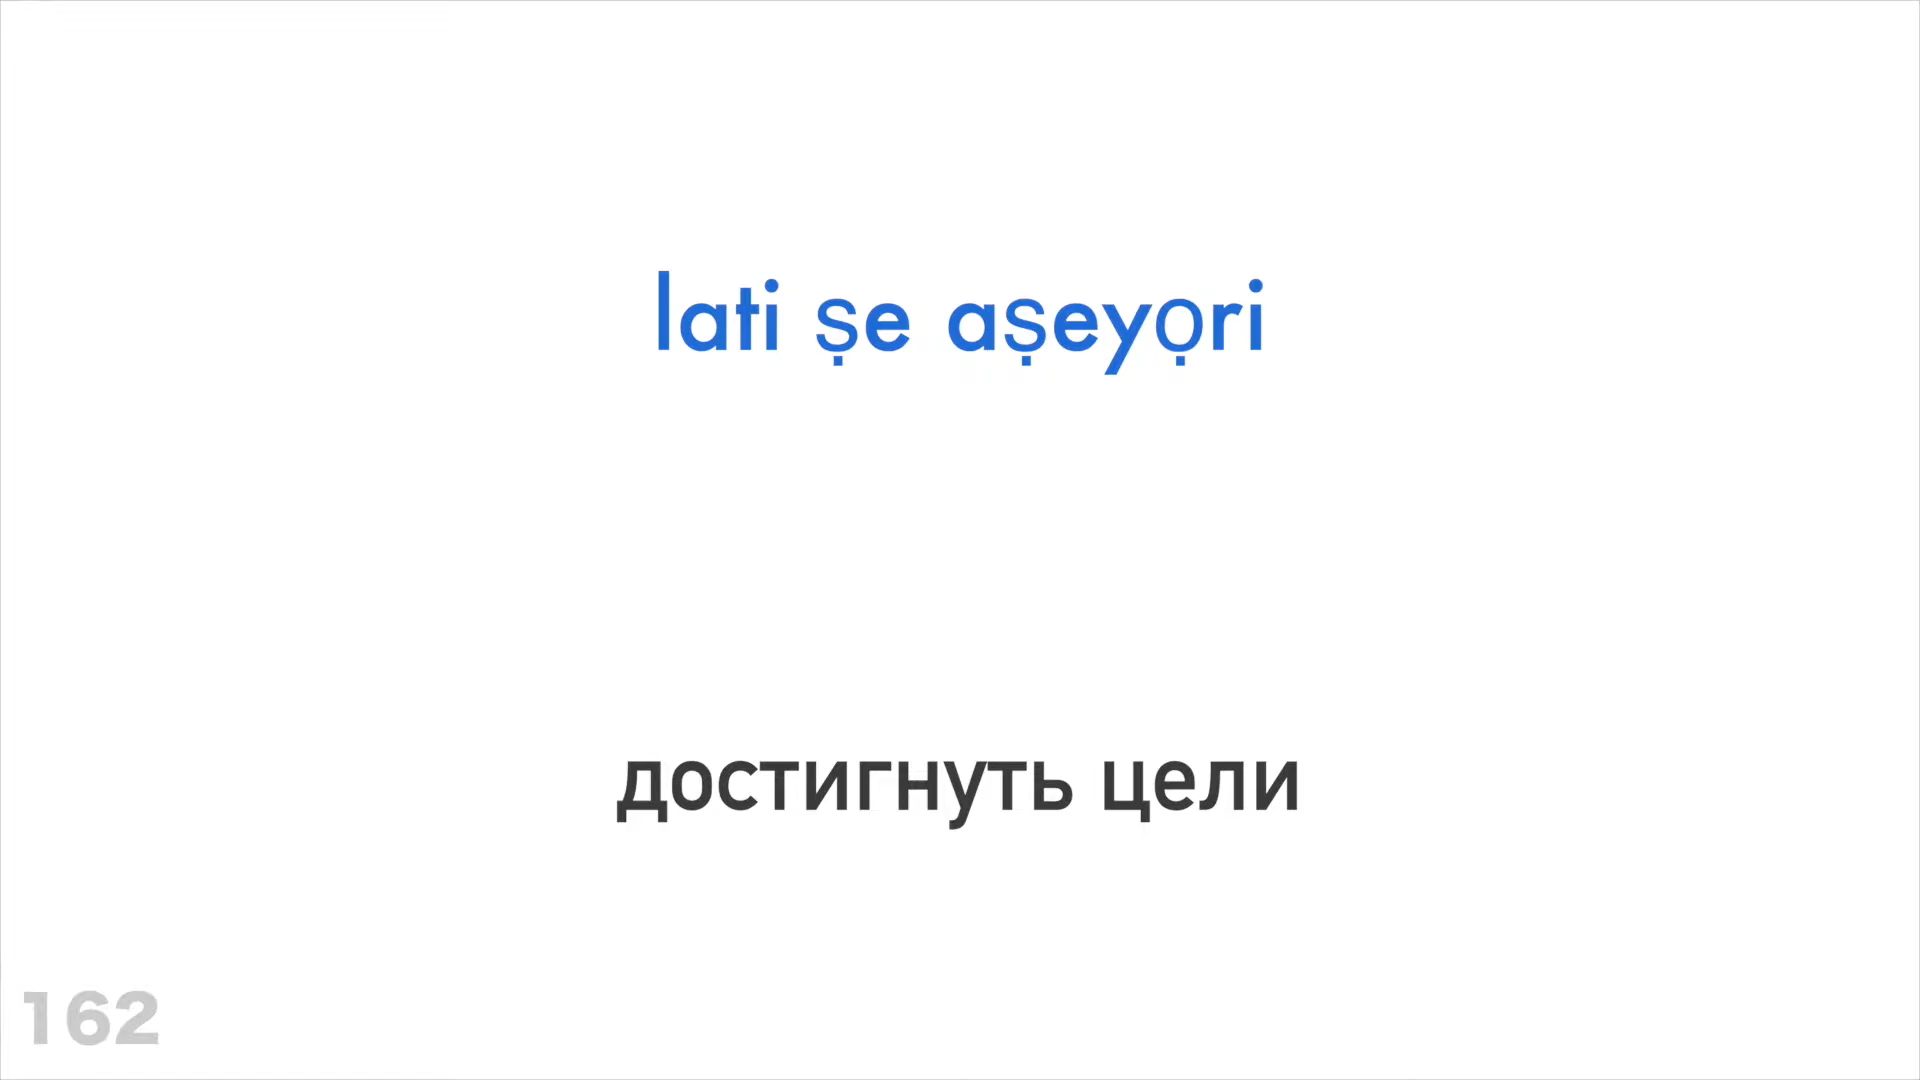 lati ṣe aṣeyọri
достигнуть цели
162